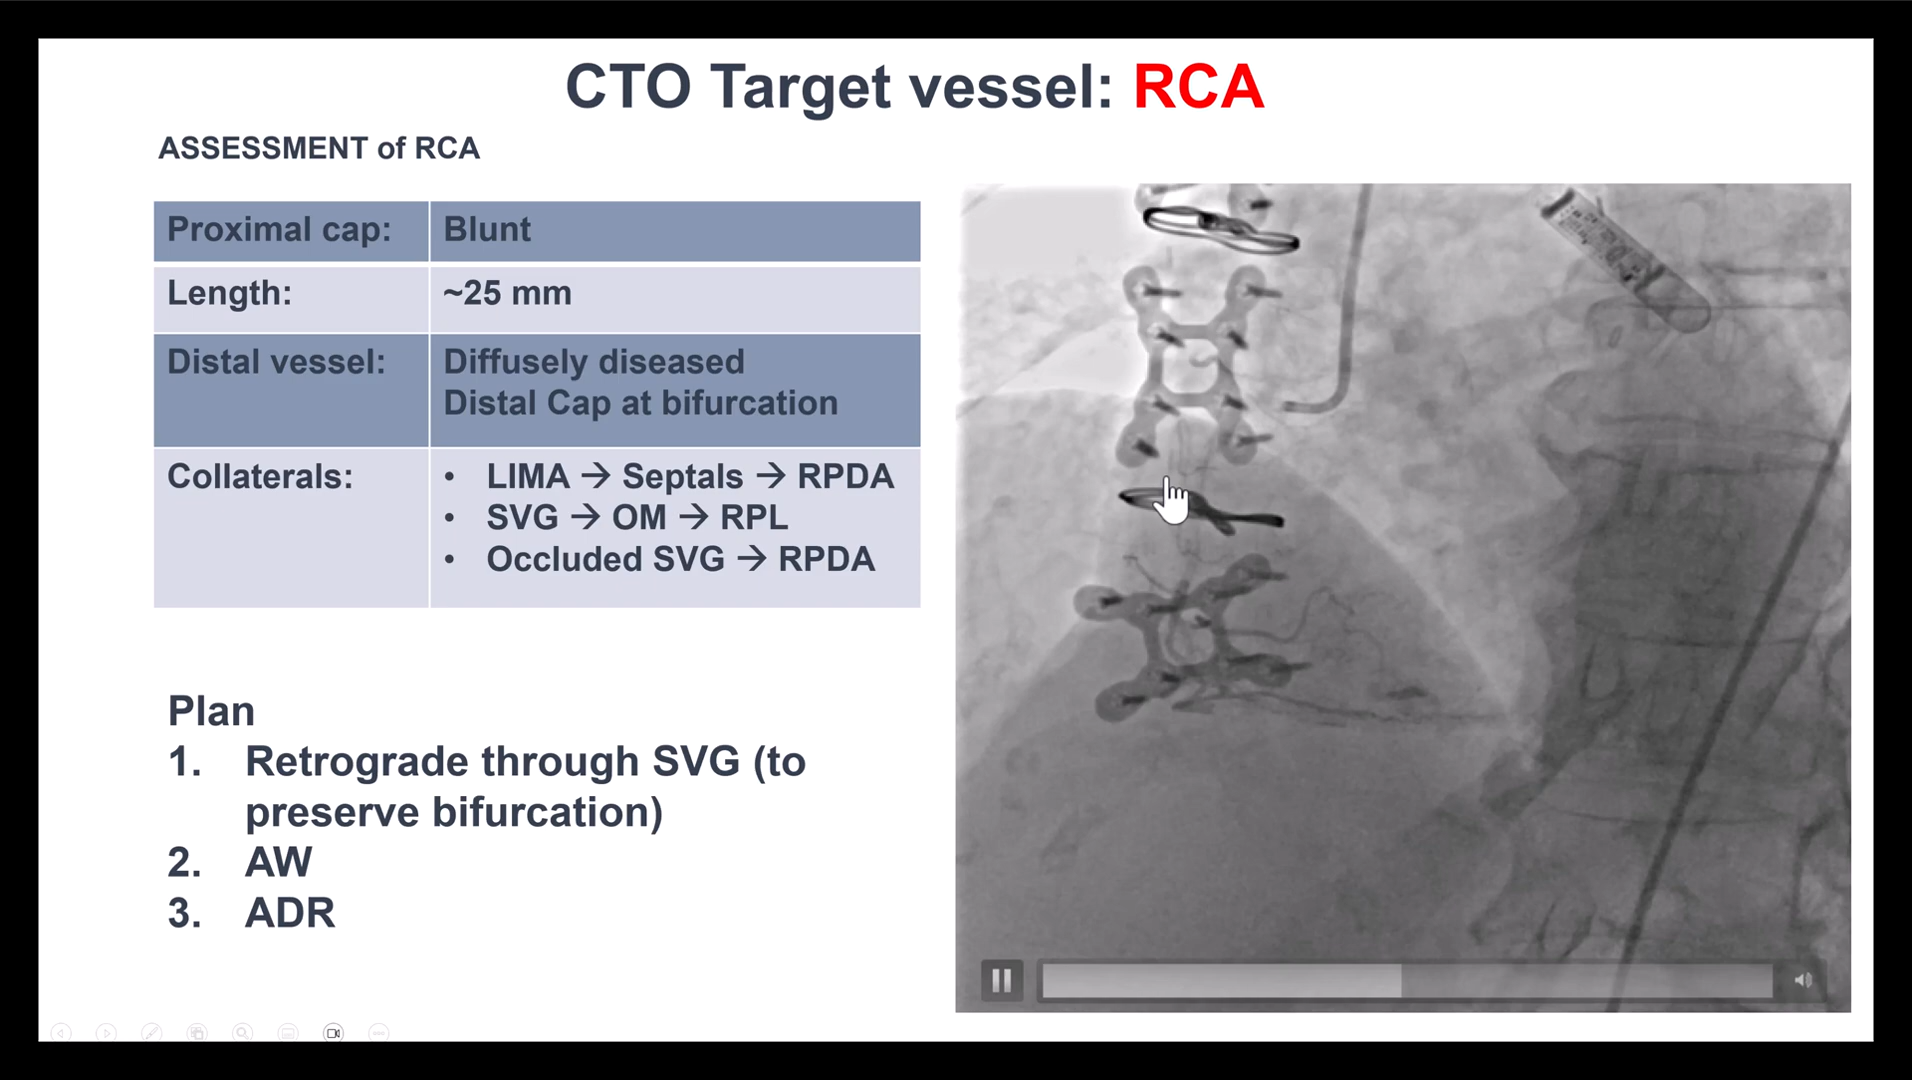 CTO Target vessel: RCA
ASSESSMENT of RCA
Proximal cap: Blunt
Length: ~25 mm
Distal vessel: Diffusely diseased
Distal Cap at bifurcation
Collaterals: • LIMA → Septals → RPDA
• SVG → OM → RPL
• Occluded SVG → RPDA
Plan
1. Retrograde through SVG (to
preserve bifurcation)
2. AW
3. ADR